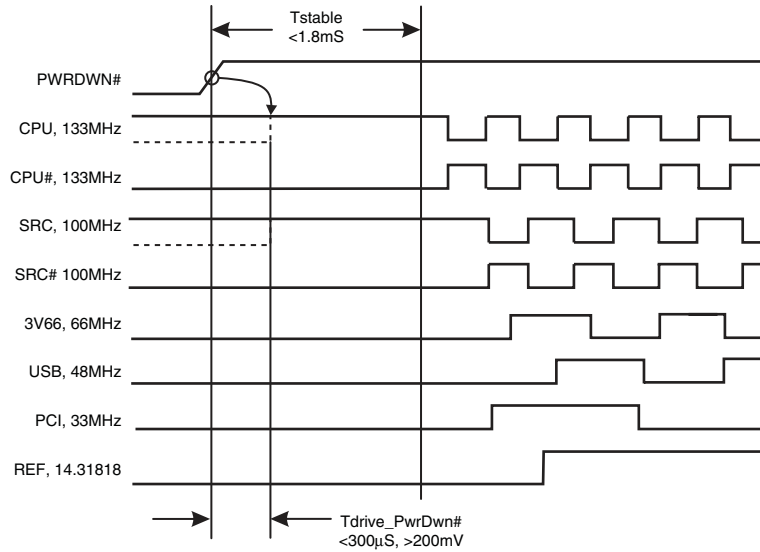 Tstable
<1.8mS
PWRDWN#
CPU, 133MHz
CPU#, 133MHz
SRC, 100MHz
SRC# 100MHz
3V66, 66MHz
USB, 48MHz
PCI, 33MHz
REF, 14.31818
Tdrive_PwrDwn#
<300μS, >200mV